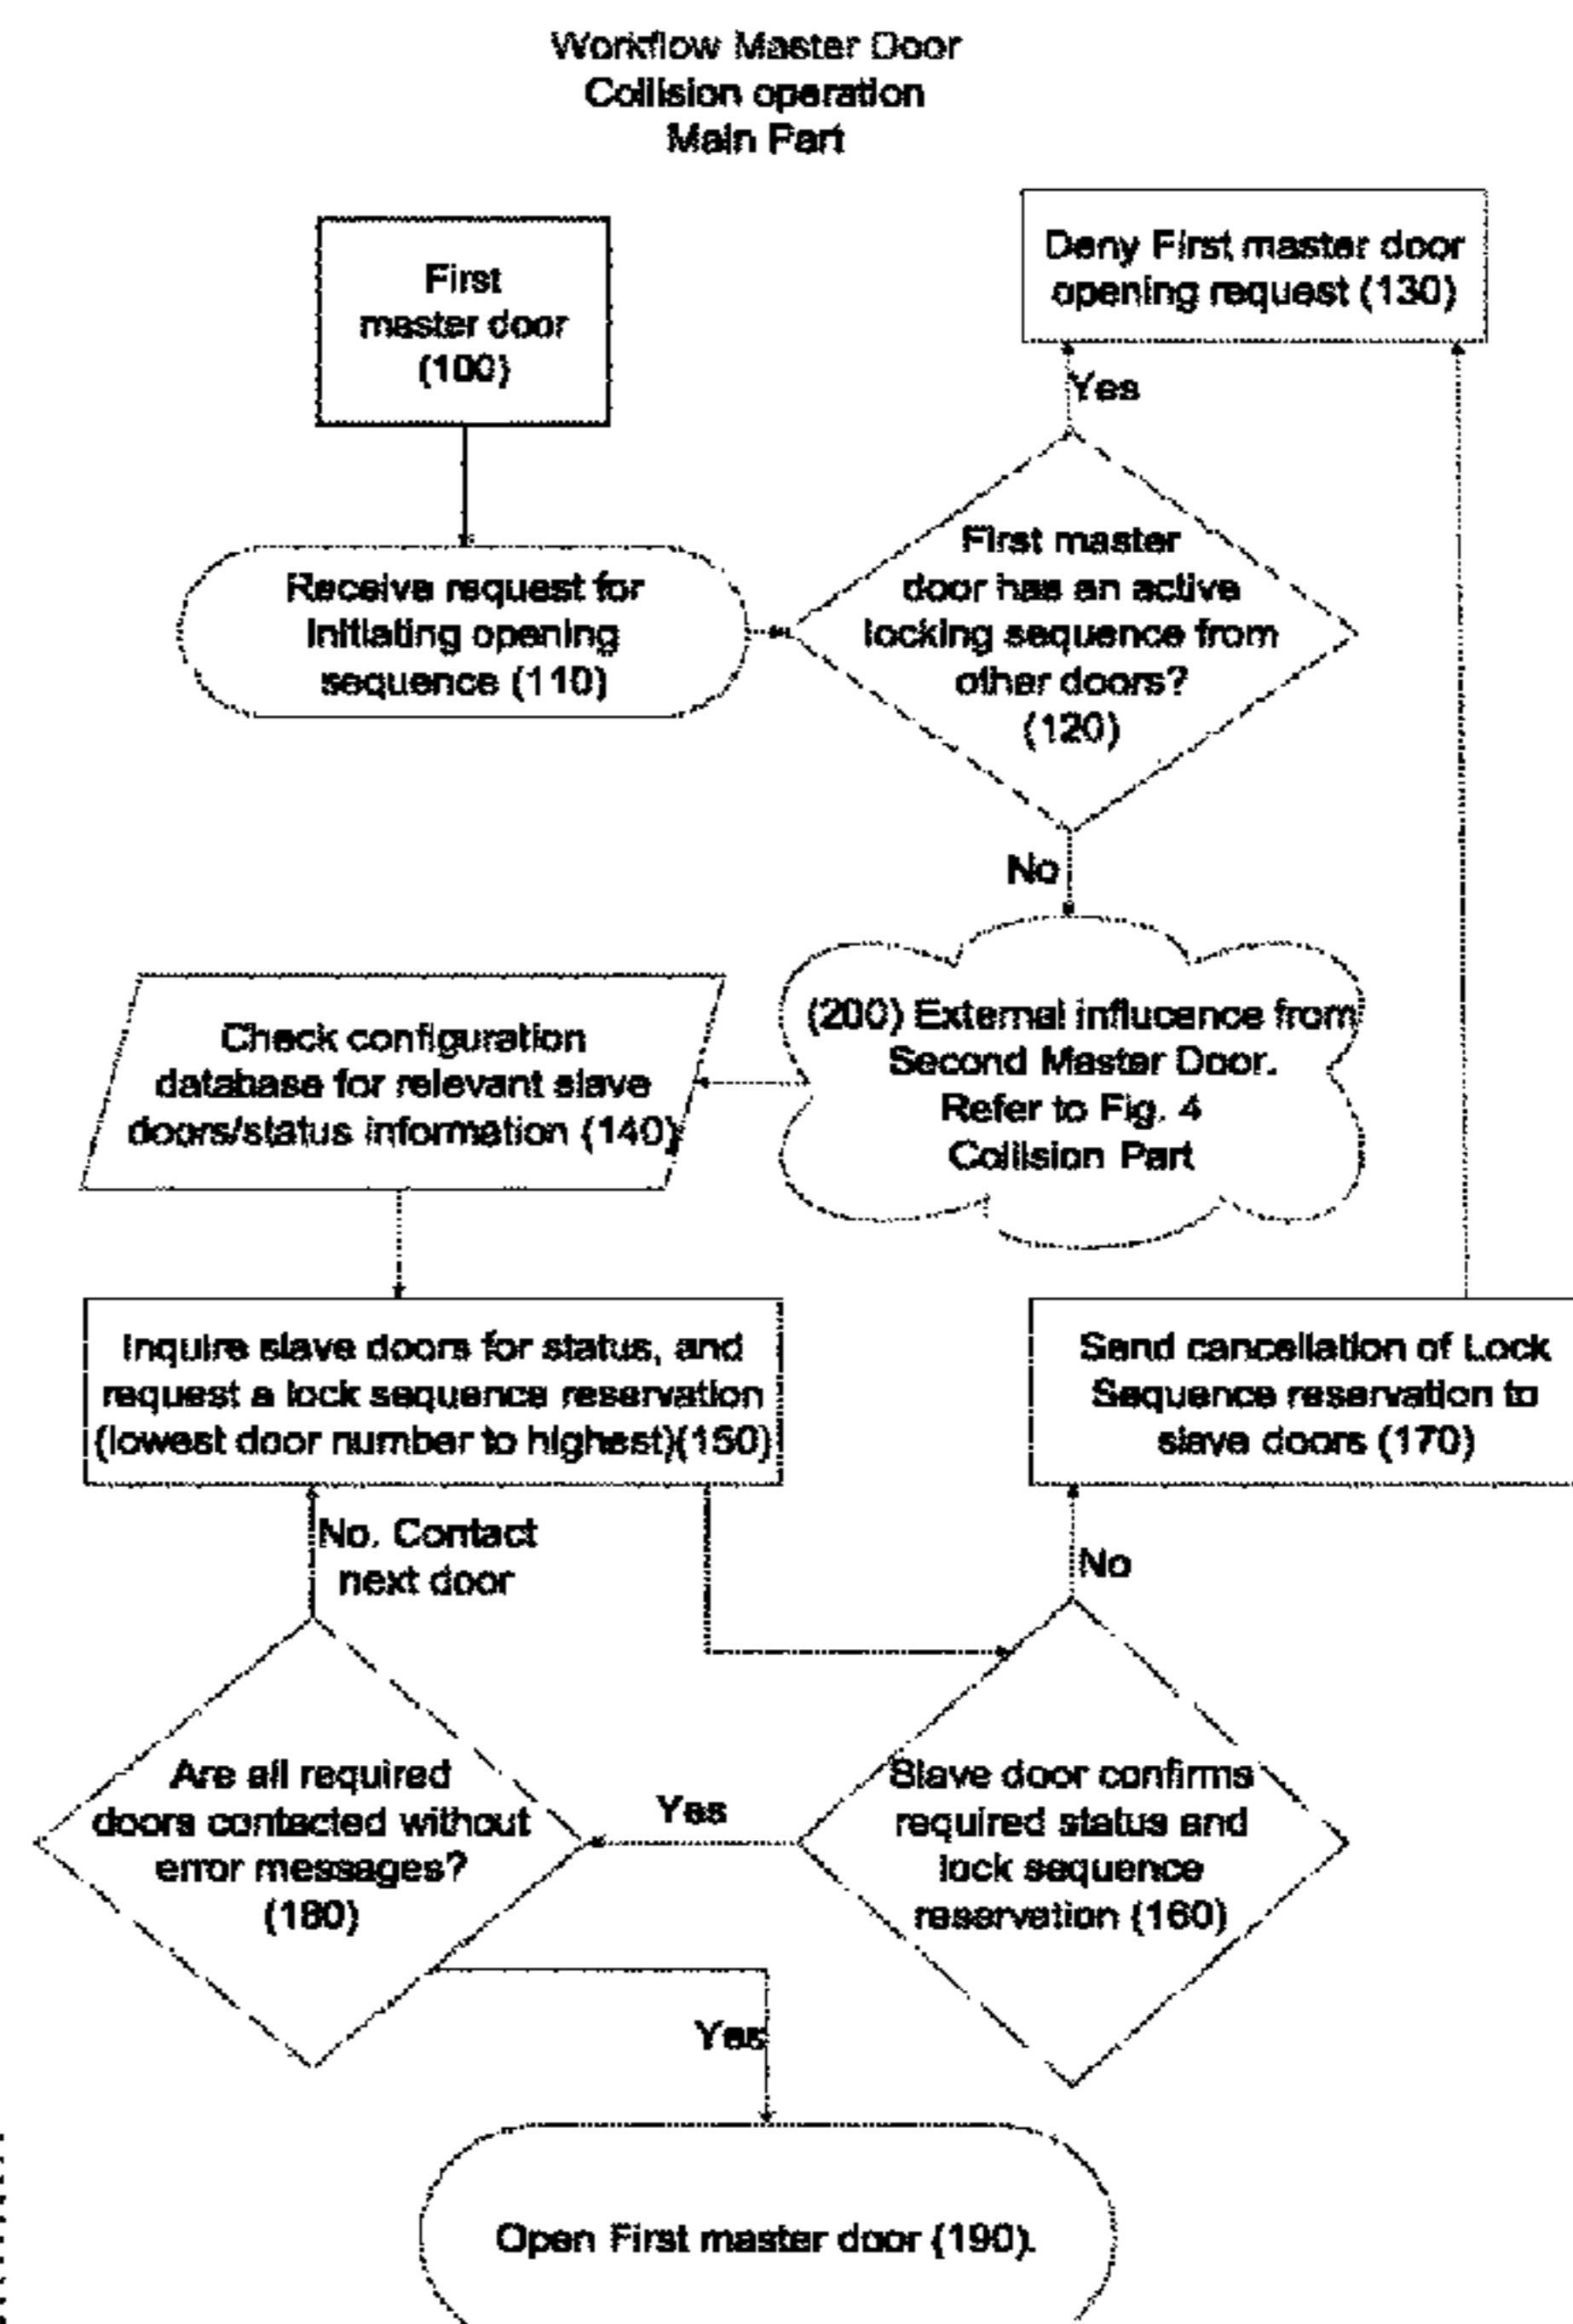 Workflow Master Door
Collision operation
Main Part
First
master door
(100)
Deny First master door
opening request (130)
Yes
Receive request for
initiating opening
sequence (110)
First master
door has an active
locking sequence from
other doors?
(120)
No
(200) External influcence from
Second Master Door.
Refer to Fig. 4
Collision Part
Check configuration
database for relevant slave
doors/status information (140)
Inquire slave doors for status, and
request a lock sequence reservation
(lowest door number to highest)(150)
Send cancellation of Lock
Sequence reservation to
slave doors (170)
No. Contact
next door
No
Are all required
doors contacted without
error messages?
(180)
Yes
Slave door confirms
required status and
lock sequence
reservation (160)
Yes
Open First master door (190).